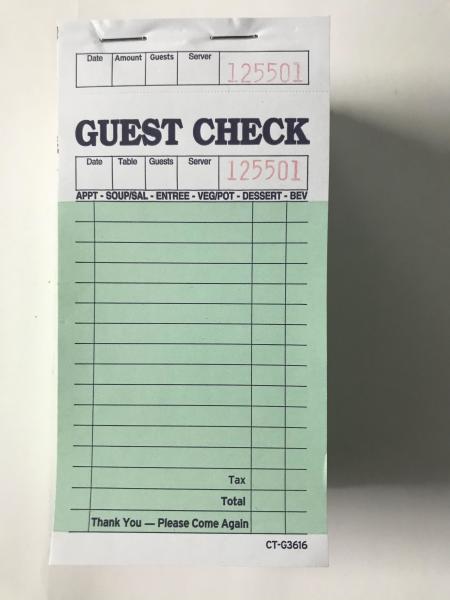 Date Amount Guests Server 125501
GUEST CHECK
Date Table Guests Server 125501
APPT - SOUP/SAL - ENTREE - VEG/POT - DESSERT - BEV
Tax
Total
Thank You — Please Come Again
CT-G3616